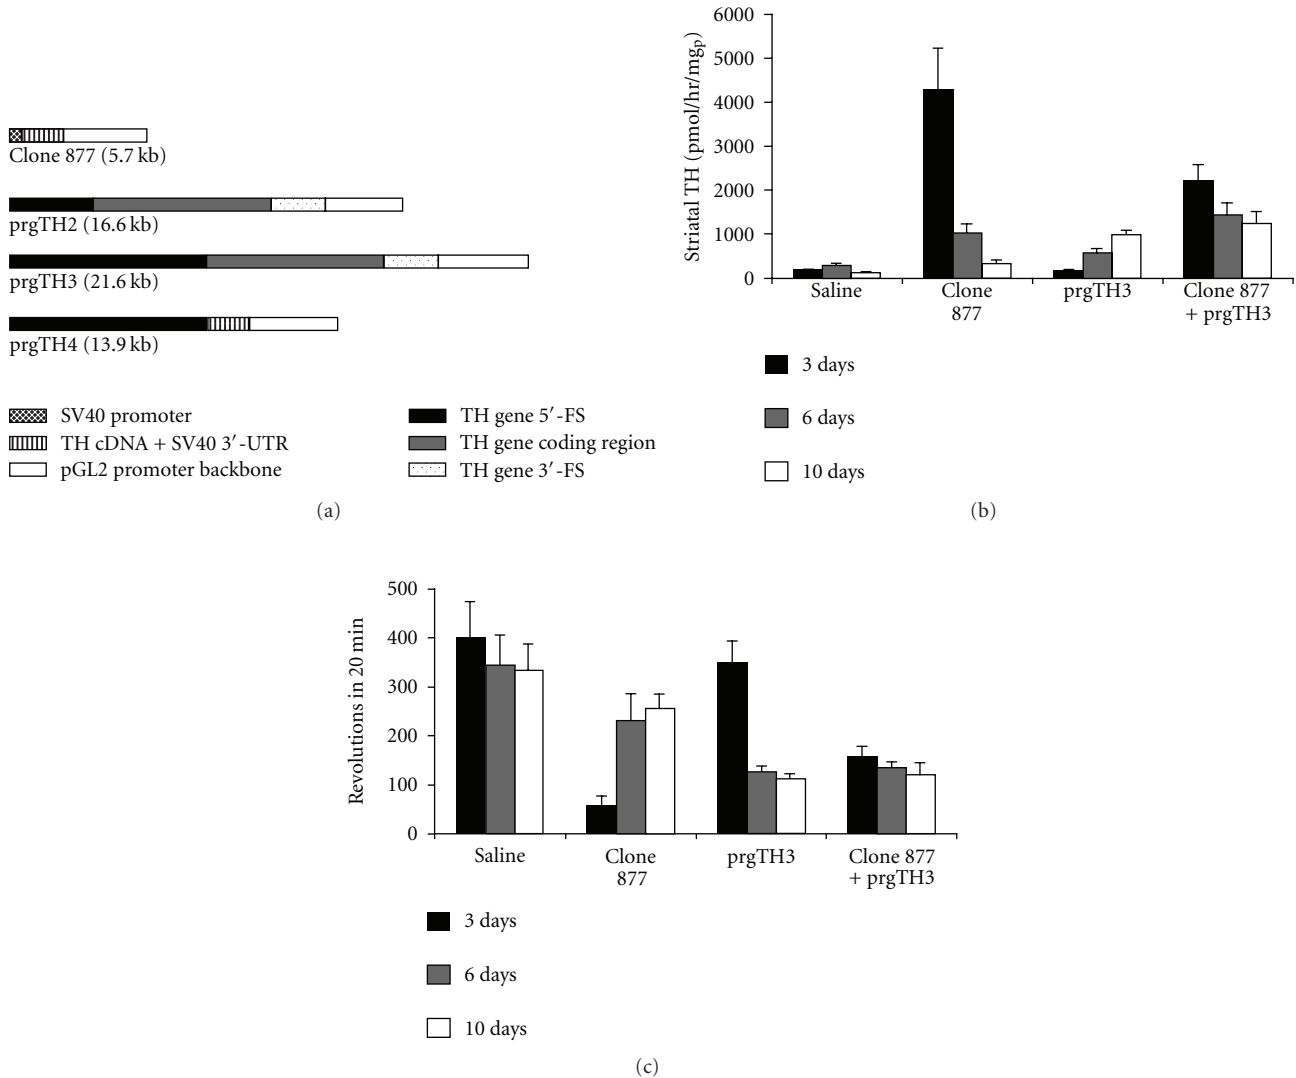 Clone 877 (5.7 kb)
prgTH2 (16.6 kb)
prgTH3 (21.6 kb)
prgTH4 (13.9 kb)
SV40 promoter
TH cDNA + SV40 3′-UTR
pGL2 promoter backbone
TH gene 5′-FS
TH gene coding region
TH gene 3′-FS
(a)
Striatal TH (pmol/hr/mgp)
6000
5000
4000
3000
2000
1000
0
Saline
Clone
877
prgTH3
Clone 877
+ prgTH3
3 days
6 days
10 days
(b)
Revolutions in 20 min
500
400
300
200
100
0
Saline
Clone
877
prgTH3
Clone 877
+ prgTH3
3 days
6 days
10 days
(c)